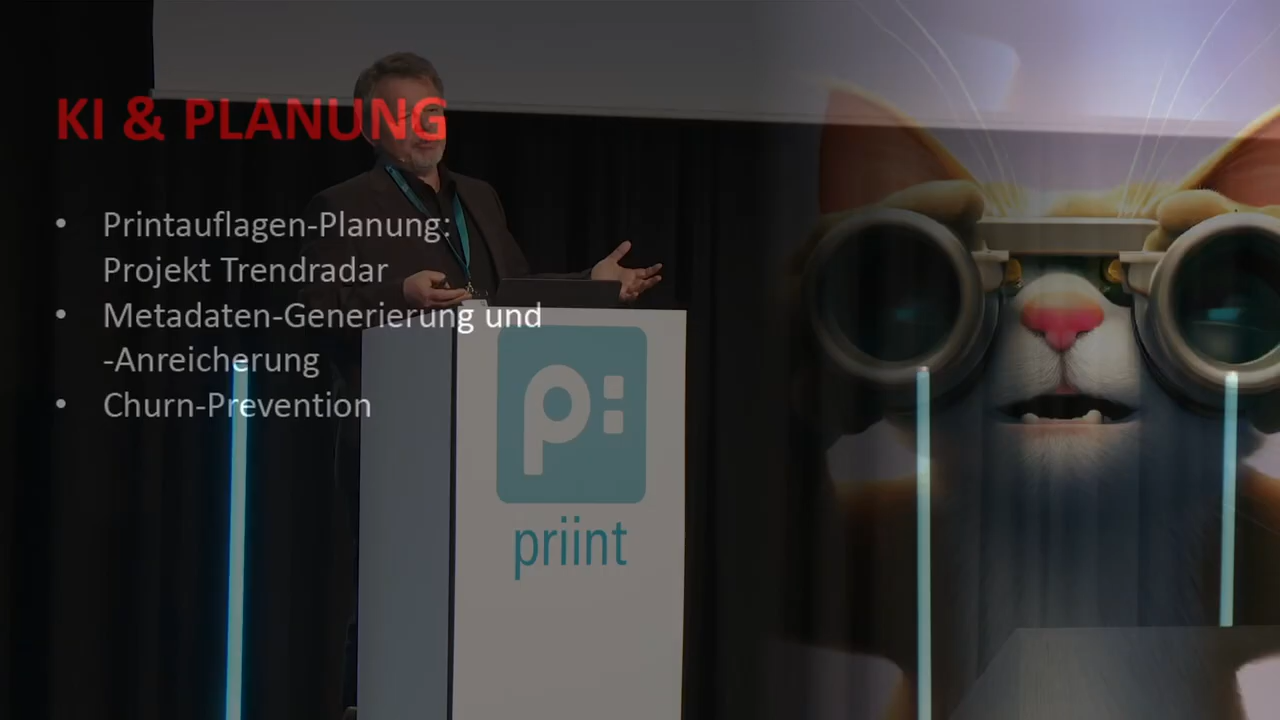 KI & PLANUNG
• Printauflagen-Planung:
Projekt Trendradar
• Metadaten-Generierung und
-Anreicherung
• Churn-Prevention
p:
priint